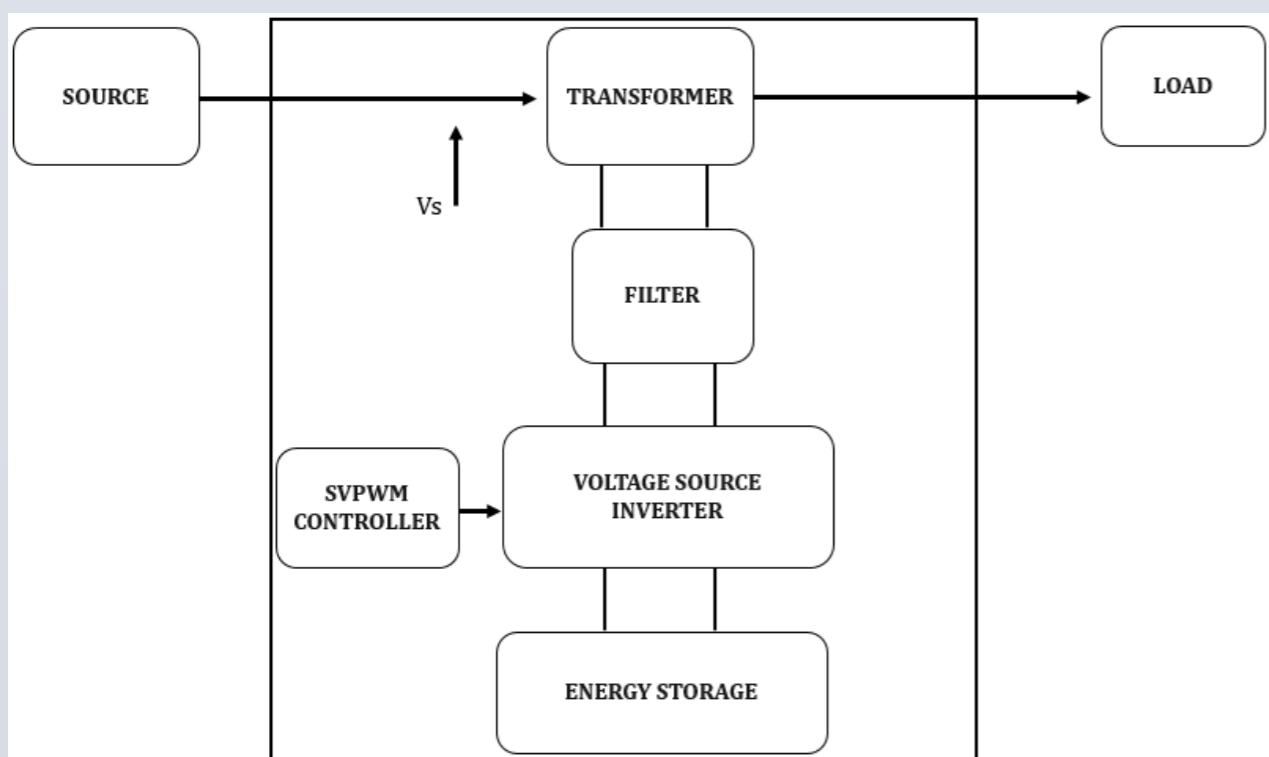 SOURCE
TRANSFORMER
LOAD
Vs
FILTER
SVPWM
CONTROLLER
VOLTAGE SOURCE
INVERTER
ENERGY STORAGE